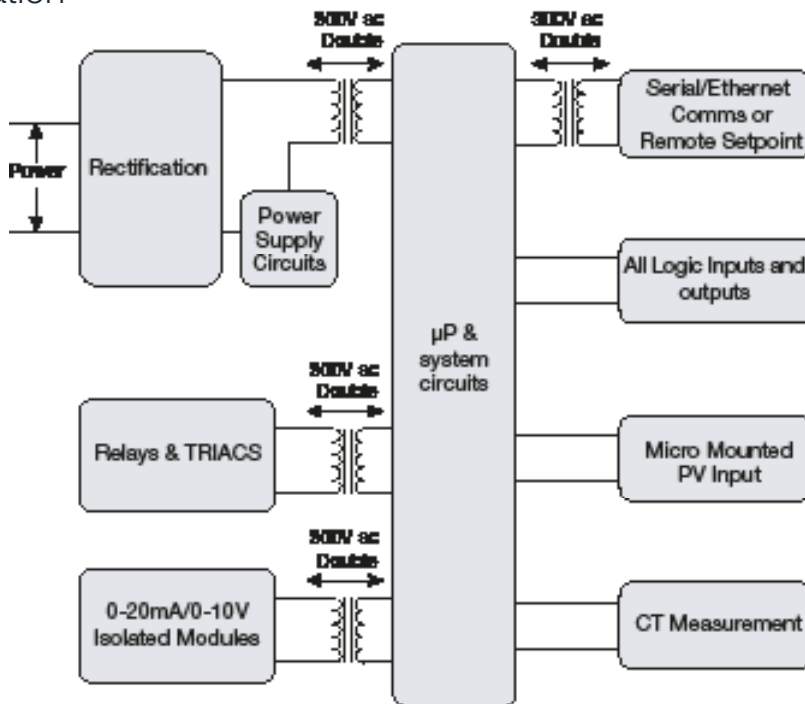 300V ac
Double
300V ac
Double
Rectification
Power
Power
Supply
Circuits
Serial/Ethernet
Comms or
Remote Setpoint
All Logic Inputs and
outputs
µP &
system
circuits
300V ac
Double
Relays & TRIACS
Micro Mounted
PV Input
300V ac
Double
0-20mA/0-10V
Isolated Modules
CT Measurement